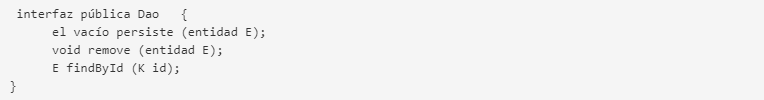 interfaz pública Dao {
el vacío persiste (entidad E);
void remove (entidad E);
E findById (K id);
}